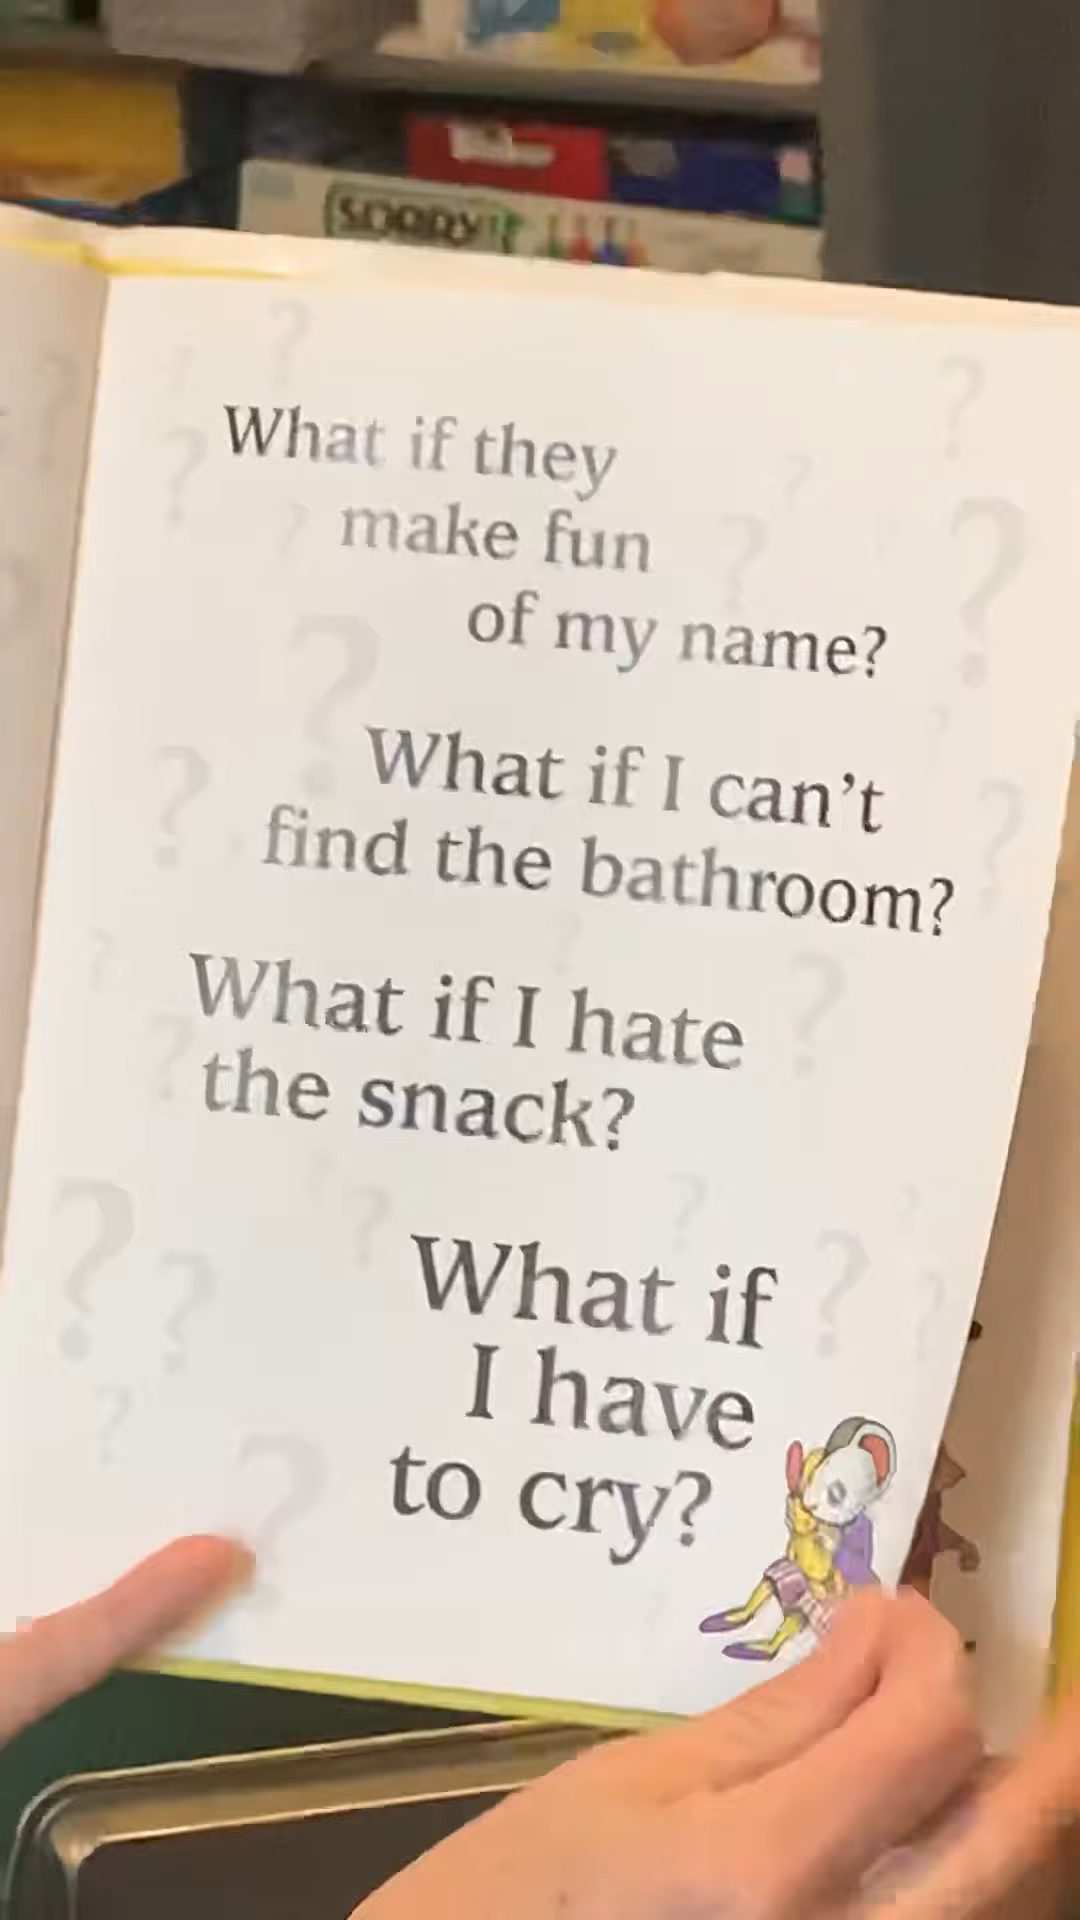 SORRY!
What if they
make fun
of my name?
What if I can't
find the bathroom?
What if I hate
the snack?
What if
I have
to cry?